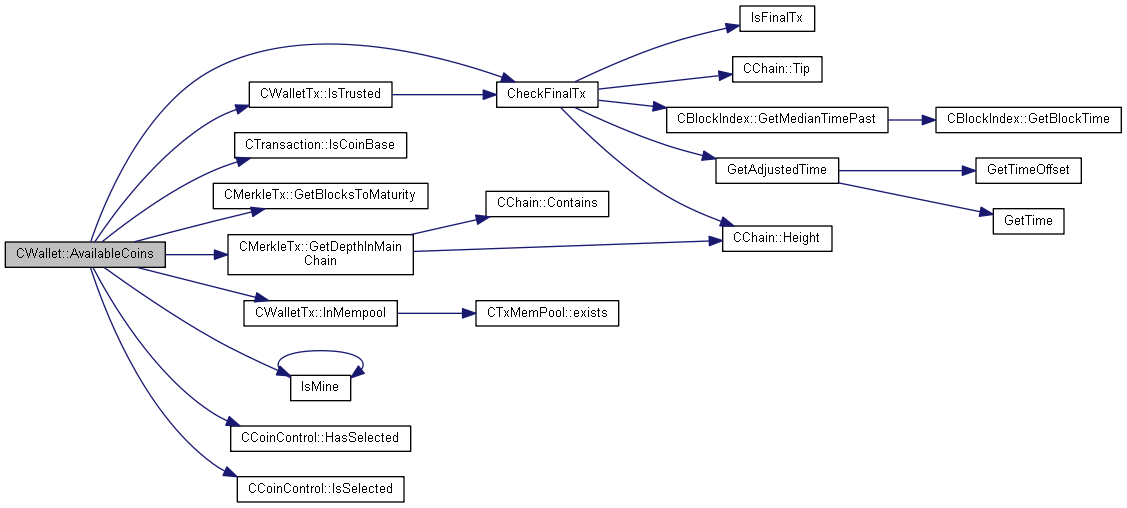 IsFinalTx
CChain::Tip
CWalletTx::IsTrusted
CheckFinalTx
CBlockIndex::GetMedianTimePast
CBlockIndex::GetBlockTime
CTransaction::IsCoinBase
GetAdjustedTime
GetTimeOffset
CMerkleTx::GetBlocksToMaturity
CChain::Contains
GetTime
CWallet::AvailableCoins
CMerkleTx::GetDepthInMain
Chain
CChain::Height
CWalletTx::InMempool
CTxMemPool::exists
IsMine
CCoinControl::HasSelected
CCoinControl::IsSelected